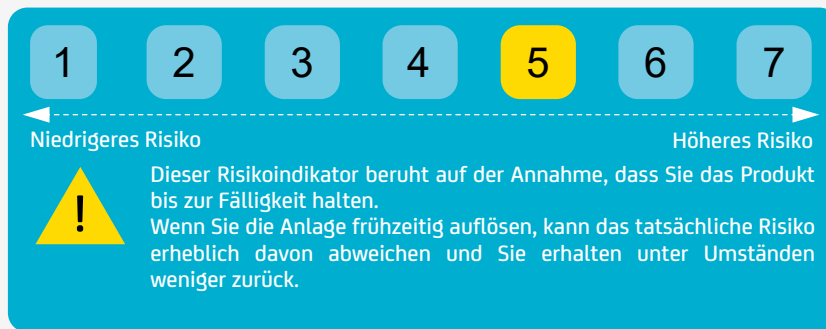 1 2 3 4 5 6 7
Niedrigeres Risiko Höheres Risiko
! Dieser Risikoindikator beruht auf der Annahme, dass Sie das Produkt
bis zur Fälligkeit halten.
Wenn Sie die Anlage frühzeitig auflösen, kann das tatsächliche Risiko
erheblich davon abweichen und Sie erhalten unter Umständen
weniger zurück.